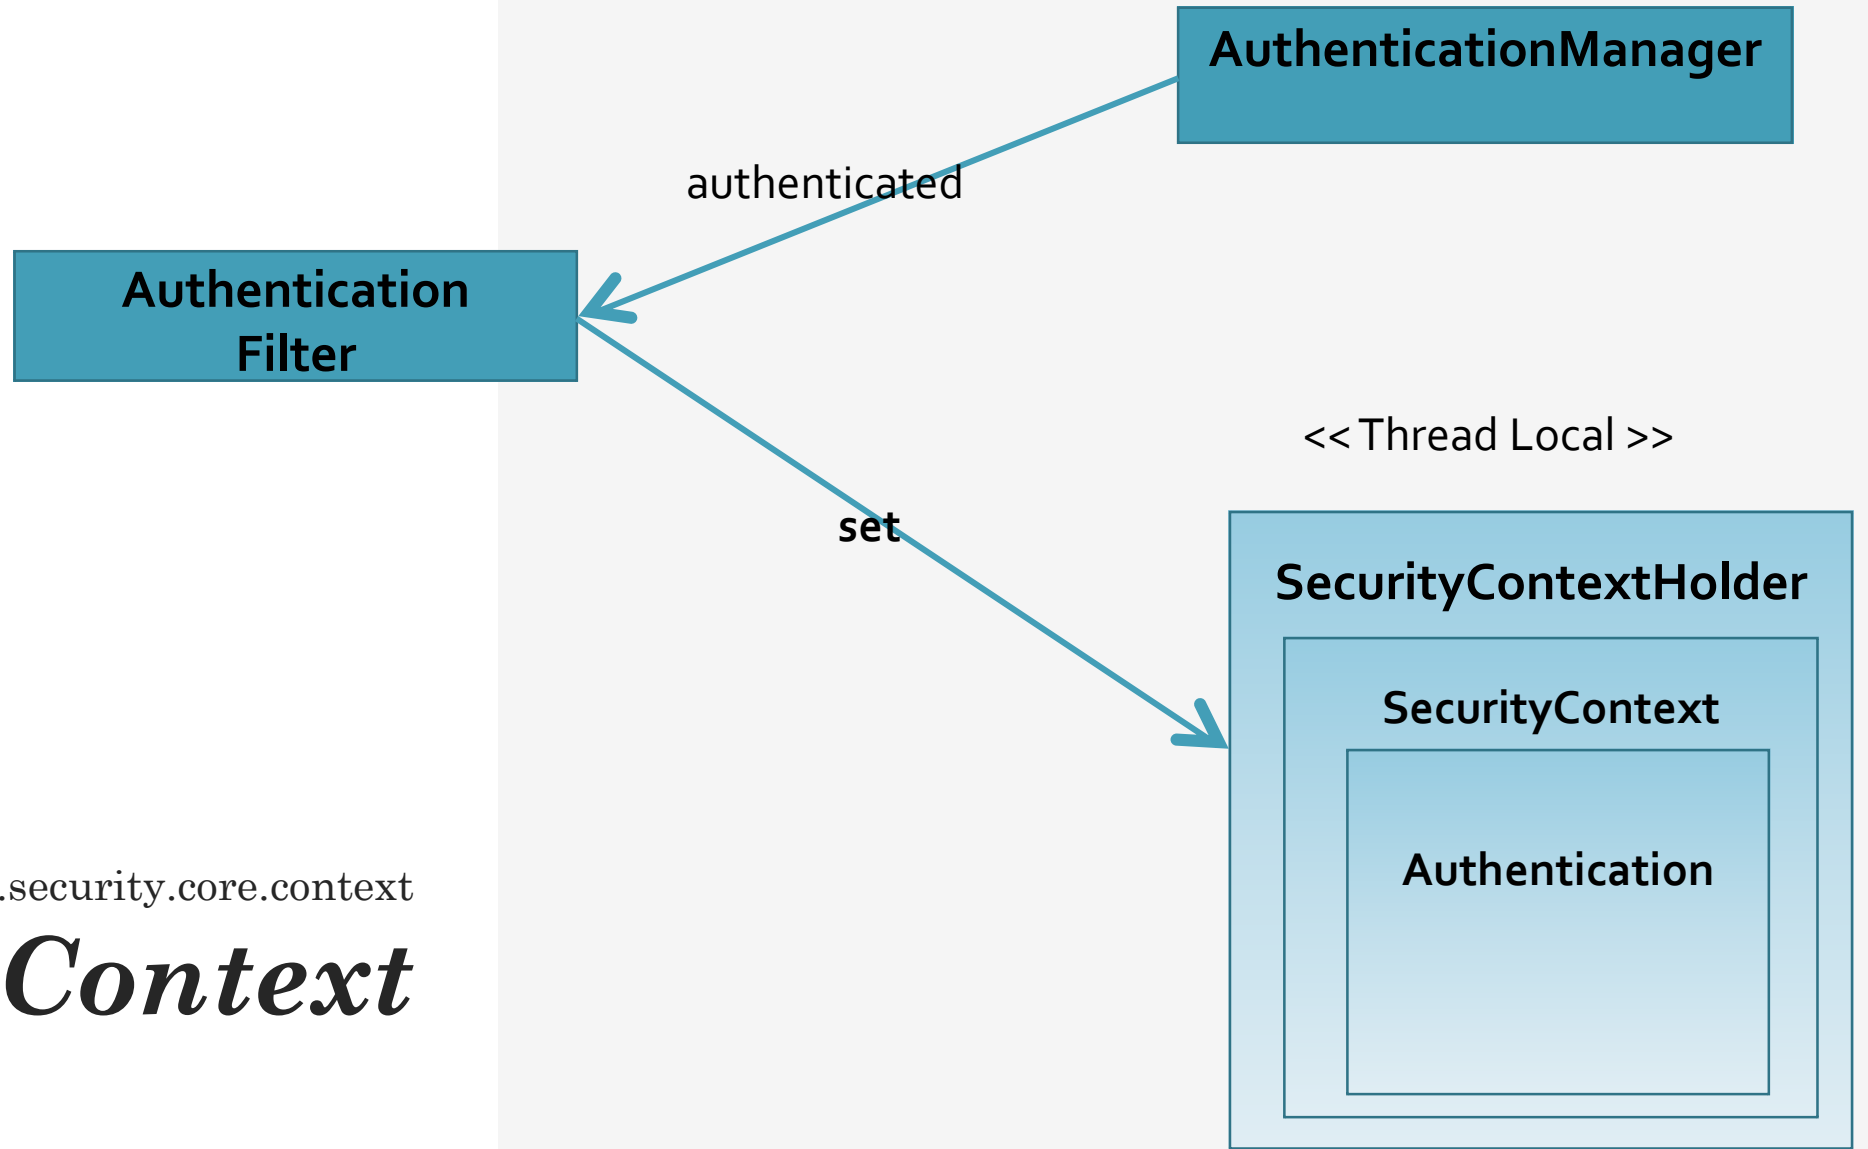 AuthenticationManager
authenticated
Authentication
Filter
<< Thread Local >>
set
SecurityContextHolder
SecurityContext
Authentication
.security.core.context
Context